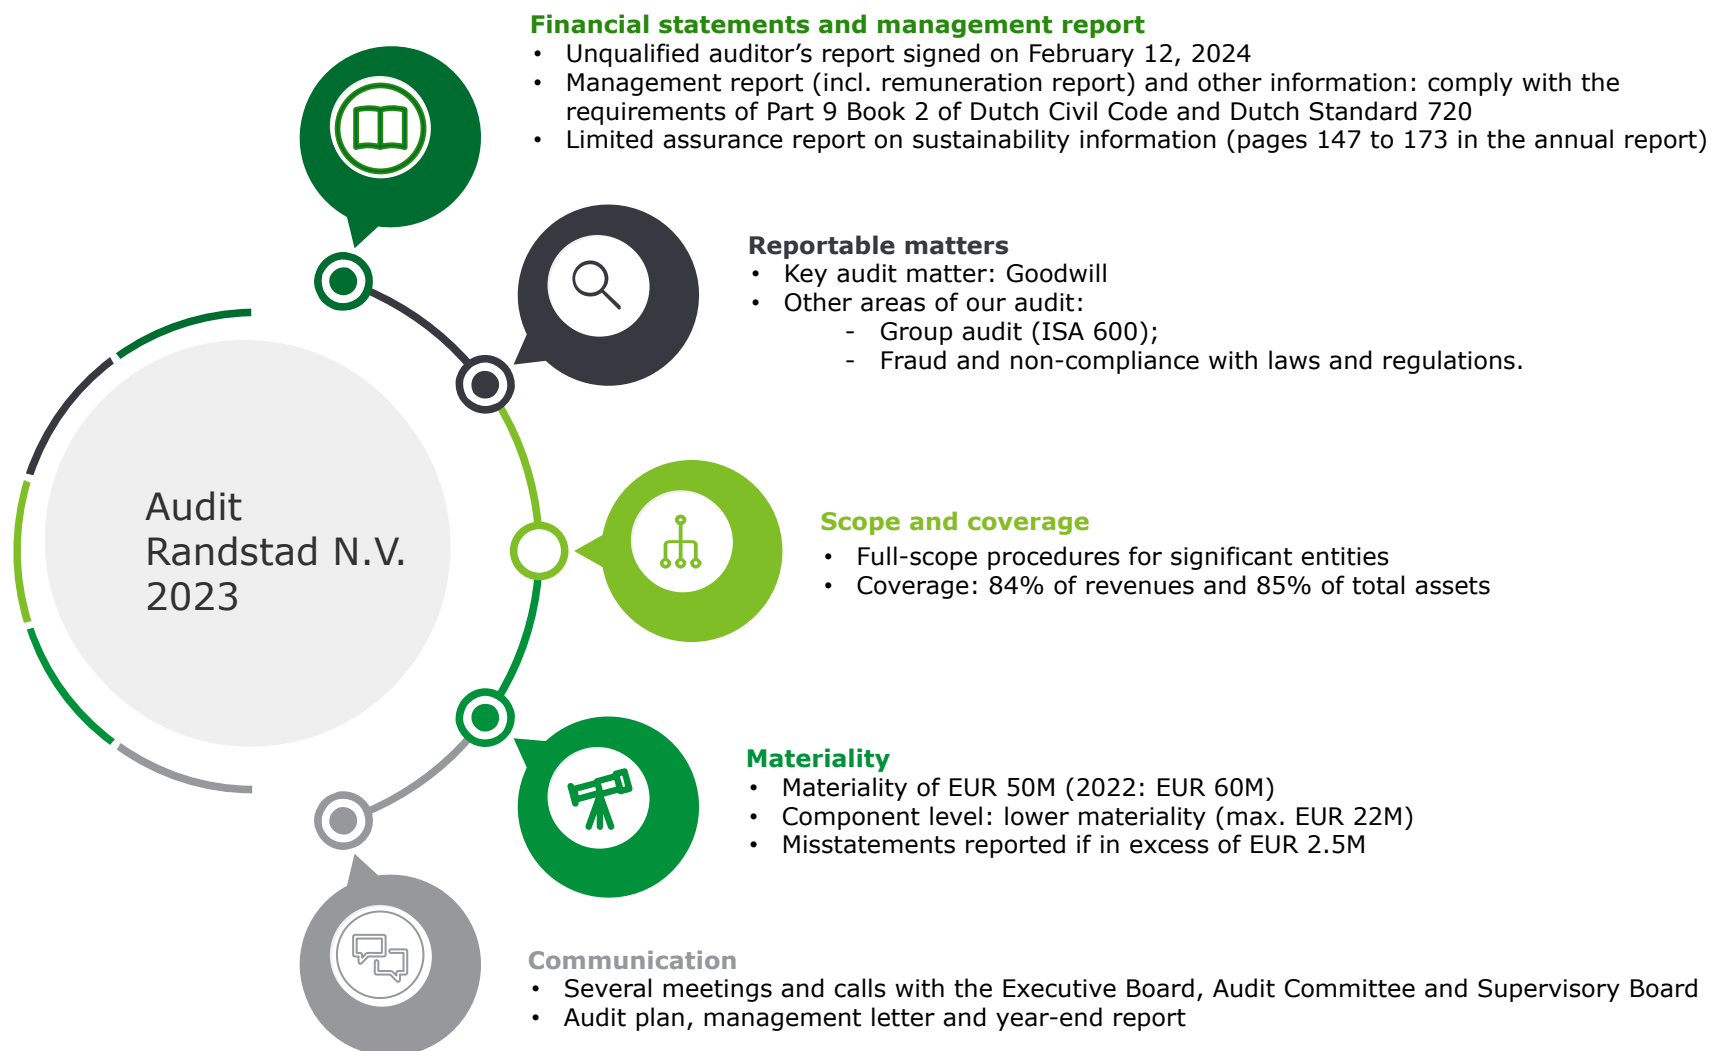 Financial statements and management report
• Unqualified auditor’s report signed on February 12, 2024
• Management report (incl. remuneration report) and other information: comply with the
requirements of Part 9 Book 2 of Dutch Civil Code and Dutch Standard 720
• Limited assurance report on sustainability information (pages 147 to 173 in the annual report)
Reportable matters
• Key audit matter: Goodwill
• Other areas of our audit:
- Group audit (ISA 600);
- Fraud and non-compliance with laws and regulations.
Audit
Randstad N.V.
2023
Scope and coverage
• Full-scope procedures for significant entities
• Coverage: 84% of revenues and 85% of total assets
Materiality
• Materiality of EUR 50M (2022: EUR 60M)
• Component level: lower materiality (max. EUR 22M)
• Misstatements reported if in excess of EUR 2.5M
Communication
• Several meetings and calls with the Executive Board, Audit Committee and Supervisory Board
• Audit plan, management letter and year-end report